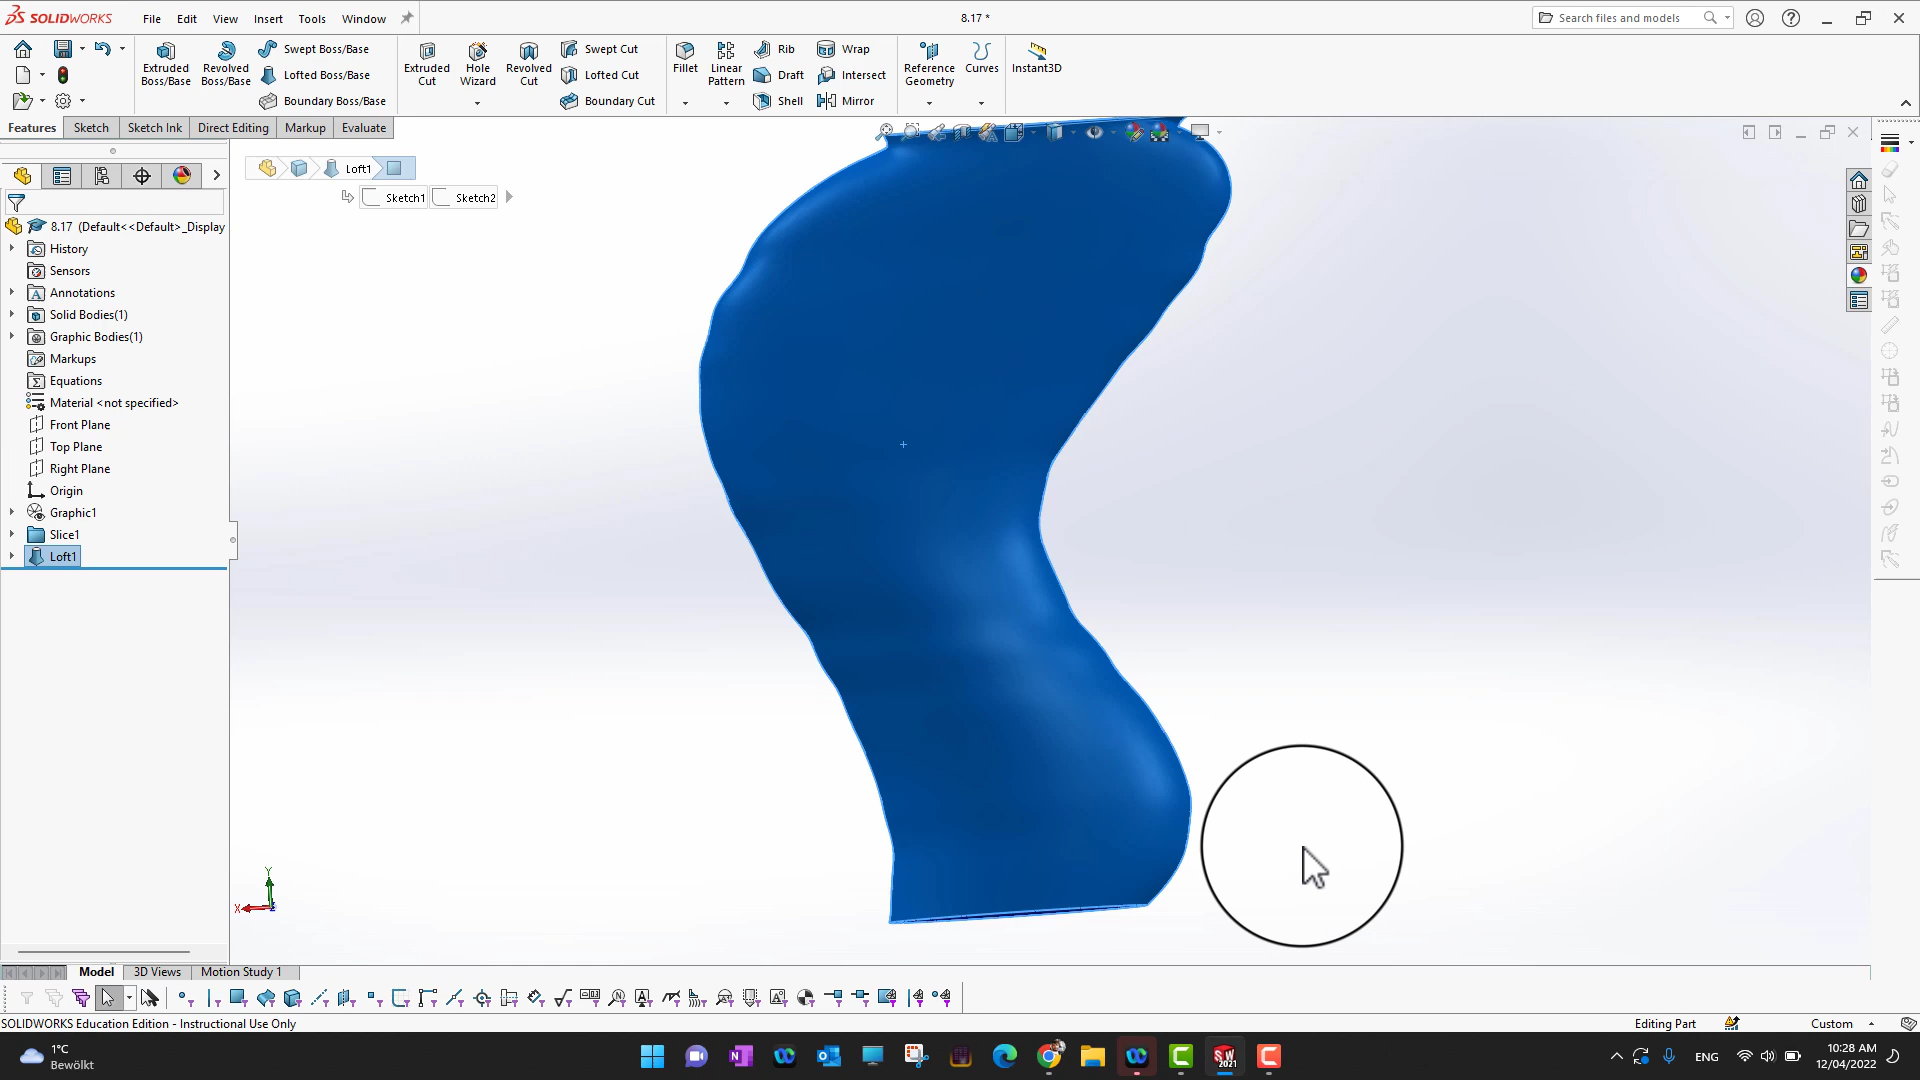 SOLIDWORKS File Edit View Insert Tools Window 8.17 * Search files and models
Extruded Boss/Base
Revolved Boss/Base
Swept Boss/Base
Lofted Boss/Base
Boundary Boss/Base
Extruded Cut
Hole Wizard
Revolved Cut
Swept Cut
Lofted Cut
Boundary Cut
Fillet
Linear Pattern
Rib
Draft
Shell
Wrap
Intersect
Mirror
Reference Geometry
Curves
Instant3D
Features Sketch Sketch Ink Direct Editing Markup Evaluate
Loft1
Sketch1 Sketch2
8.17 (Default<<Default>_Display
History
Sensors
Annotations
Solid Bodies(1)
Graphic Bodies(1)
Markups
Equations
Material <not specified>
Front Plane
Top Plane
Right Plane
Origin
Graphic1
Slice1
Loft1
Y
X
Z
Model 3D Views Motion Study 1
SOLIDWORKS Education Edition - Instructional Use Only Editing Part Custom
1°C
Bewölkt
SW
2021
ENG
10:28 AM
12/04/2022